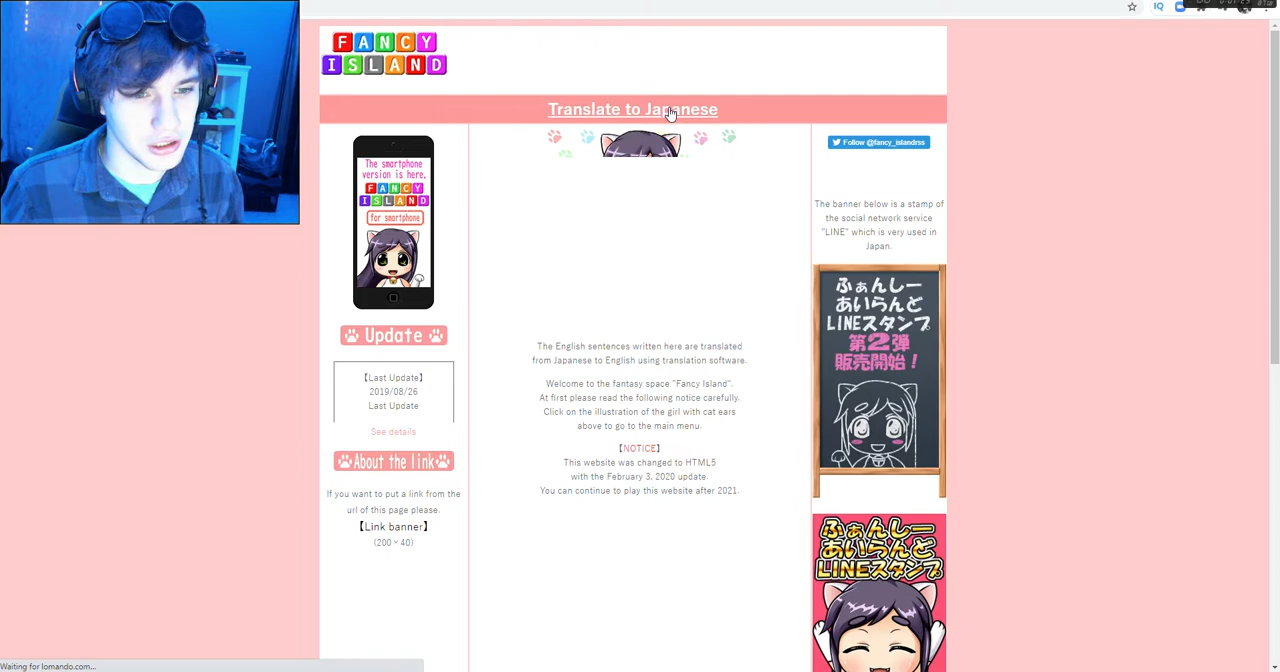 FANCY
ISLAND
Translate to Japanese
The smartphone
version is here.
FANCY
ISLAND
for smartphone
Update
【Last Update】
2019/08/26
Last Update
See details
About the link
If you want to put a link from the
url of this page please.
【Link banner】
(200 × 40)
The English sentences written here are translated
from Japanese to English using translation software.
Welcome to the fantasy space "Fancy Island".
At first please read the following notice carefully.
Click on the illustration of the girl with cat ears
above to go to the main menu.
【NOTICE】
This website was changed to HTML5
with the February 3, 2020 update.
You can continue to play this website after 2021.
Follow @fancy_islandrss
The banner below is a stamp of
the social network service
"LINE" which is very used in
Japan.
ふぁんしー
あいらんど
LINEスタンプ
第2弾
販売開始!
ふぁんしー
あいらんど
LINEスタンプ
Waiting for lomando.com...